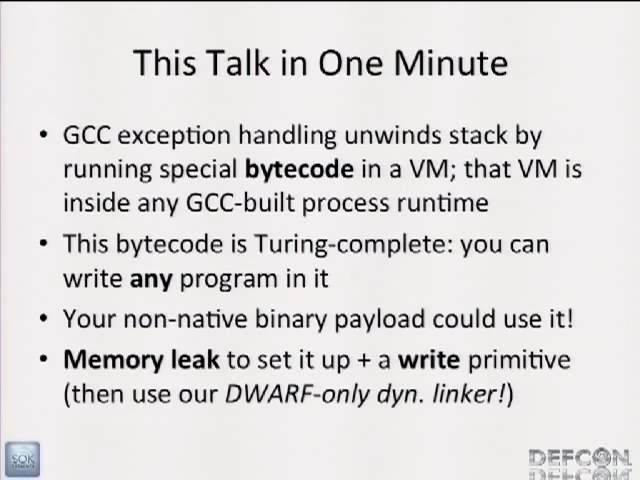 This Talk in One Minute
• GCC exception handling unwinds stack by
running special bytecode in a VM; that VM is
inside any GCC-built process runtime
• This bytecode is Turing-complete: you can
write any program in it
• Your non-native binary payload could use it!
• Memory leak to set it up + a write primitive
(then use our DWARF-only dyn. linker!)
SOK
DEFCON